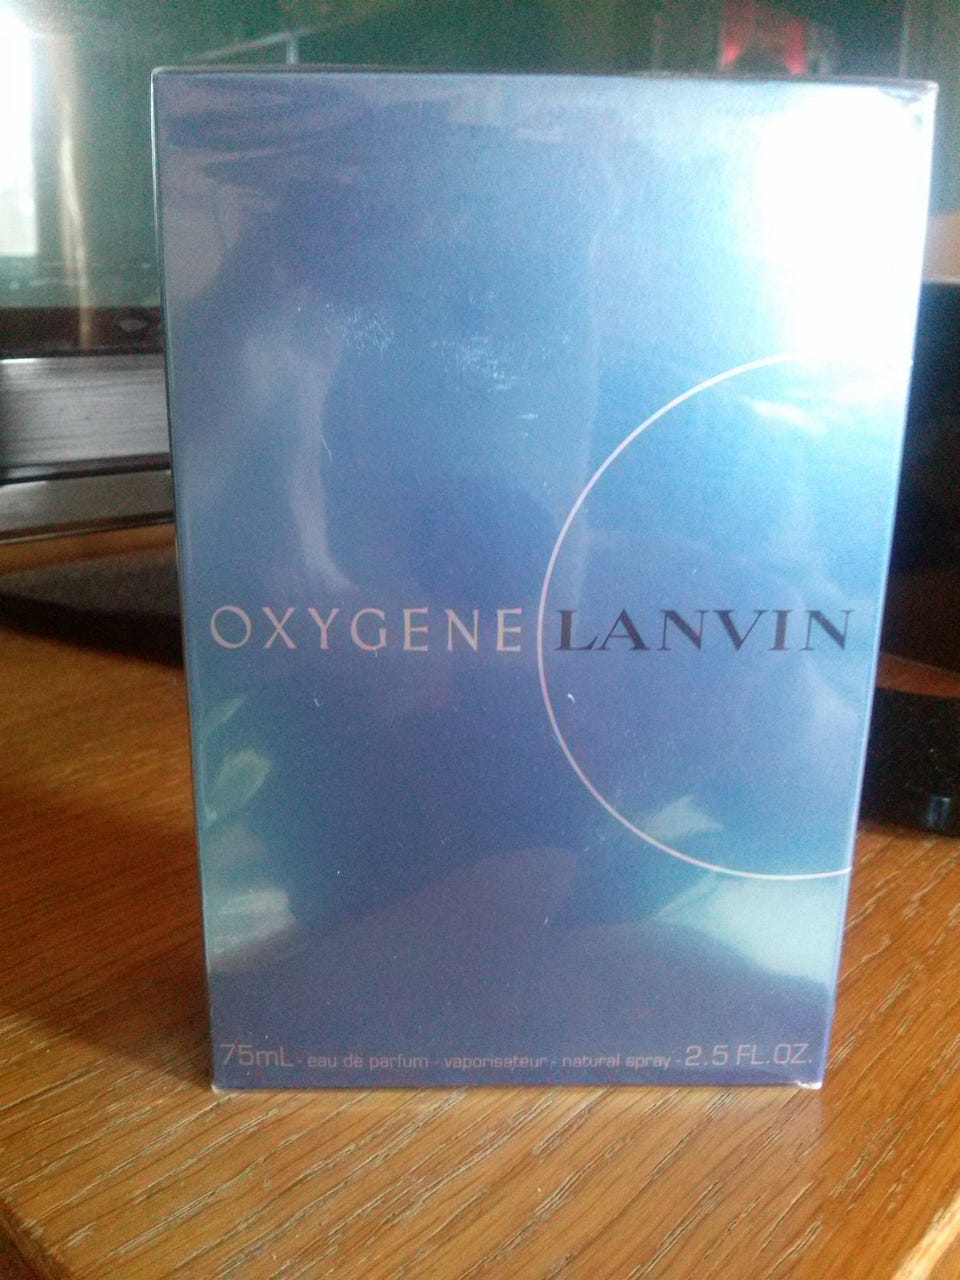 OXYGENE LANVIN
75mL - eau de parfum - vaporisateur - natural spray - 2.5 FL.OZ.